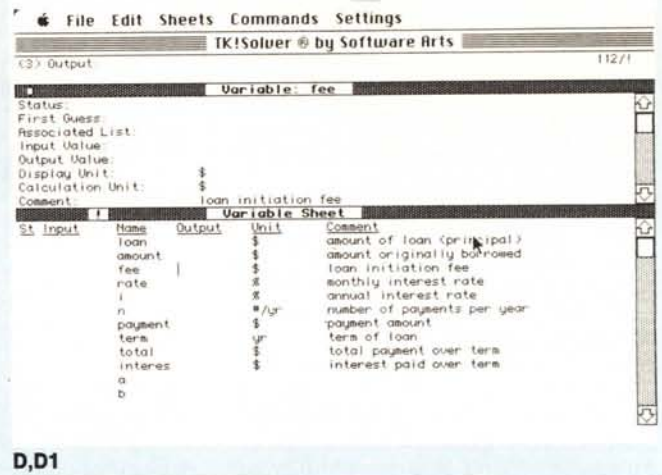 File Edit Sheets Commands Settings
TK!Solver ® by Software Arts
(3) Output 112/!
Variable: fee
Status:
First Guess:
Associated List:
Input Value:
Output Value:
Display Unit: $
Calculation Unit: $
Comment: loan initiation fee
! Variable Sheet
St Input Name Output Unit Comment
loan $ amount of loan (principal)
amount $ amount originally borrowed
fee $ loan initiation fee
rate % monthly interest rate
i % annual interest rate
n #/yr number of payments per year
payment $ payment amount
term yr term of loan
total $ total payment over term
interes $ interest paid over term
a
b
D,D1